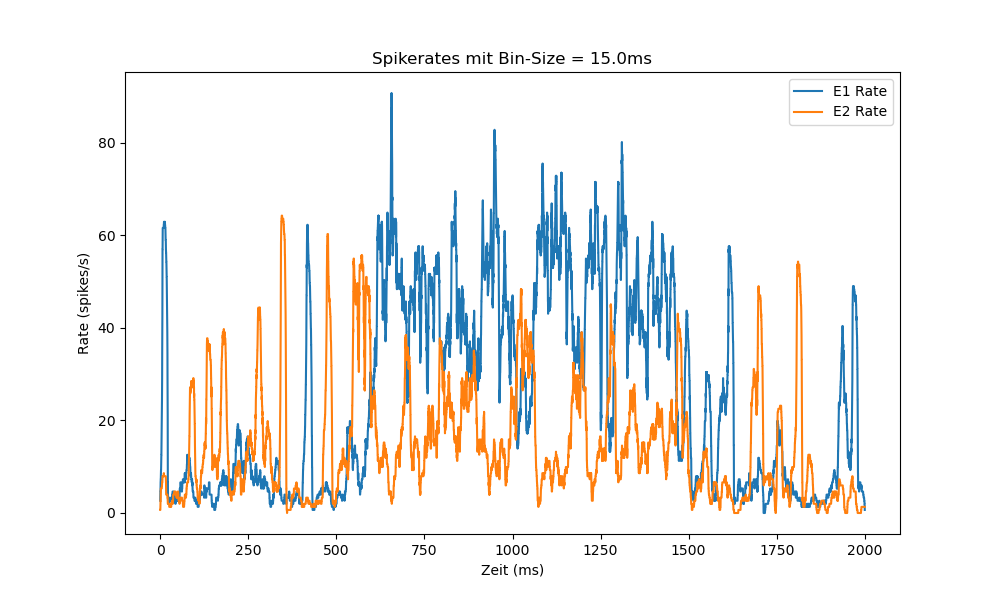 Spikerates mit Bin-Size = 15.0ms
E1 Rate
E2 Rate
Rate (spikes/s)
80
60
40
20
0
0 250 500 750 1000 1250 1500 1750 2000
Zeit (ms)